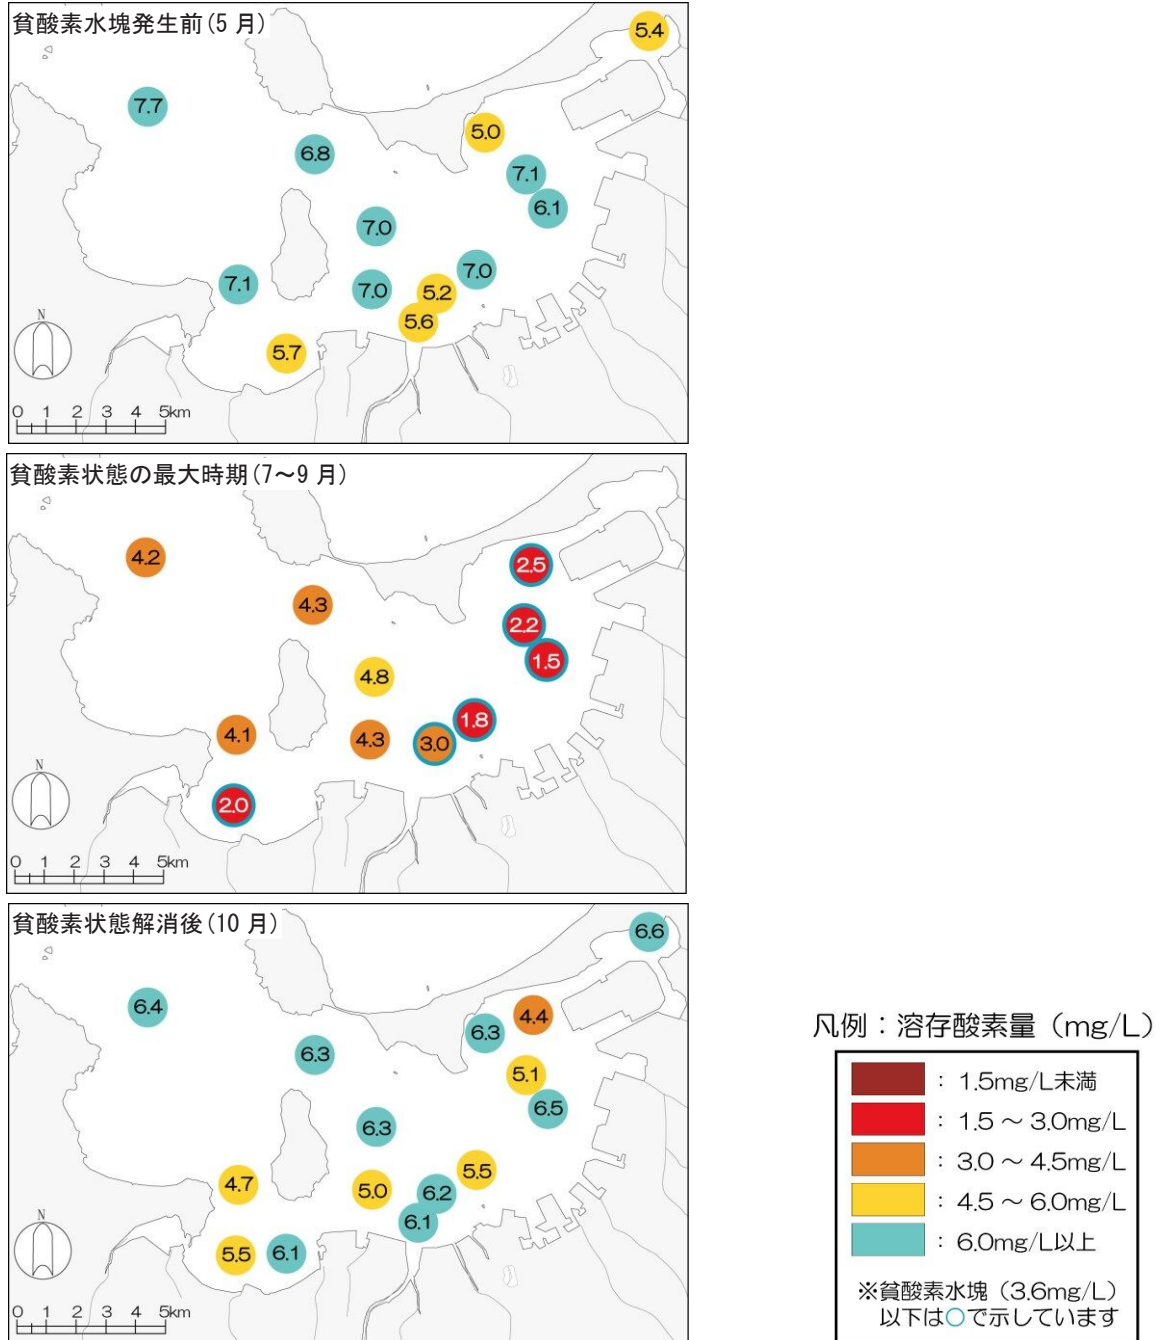 貧酸素水塊発生前(5 月)
5.4
7.7
5.0
6.8
7.1
6.1
7.0
7.0
7.1
7.0
5.2
5.6
5.7
N
0 1 2 3 4 5km
貧酸素状態の最大時期(7～9 月)
4.2
2.5
4.3
2.2
1.5
4.8
1.8
4.1
4.3
3.0
2.0
N
0 1 2 3 4 5km
貧酸素状態解消後(10 月)
6.6
6.4
4.4
6.3
6.3
5.1
6.5
6.3
5.5
4.7
5.0
6.2
6.1
5.5
6.1
N
0 1 2 3 4 5km
凡例：溶存酸素量（mg/L）
：1.5mg/L未満
：1.5 ～ 3.0mg/L
：3.0 ～ 4.5mg/L
：4.5 ～ 6.0mg/L
：6.0mg/L以上
※貧酸素水塊（3.6mg/L）
以下は○で示しています